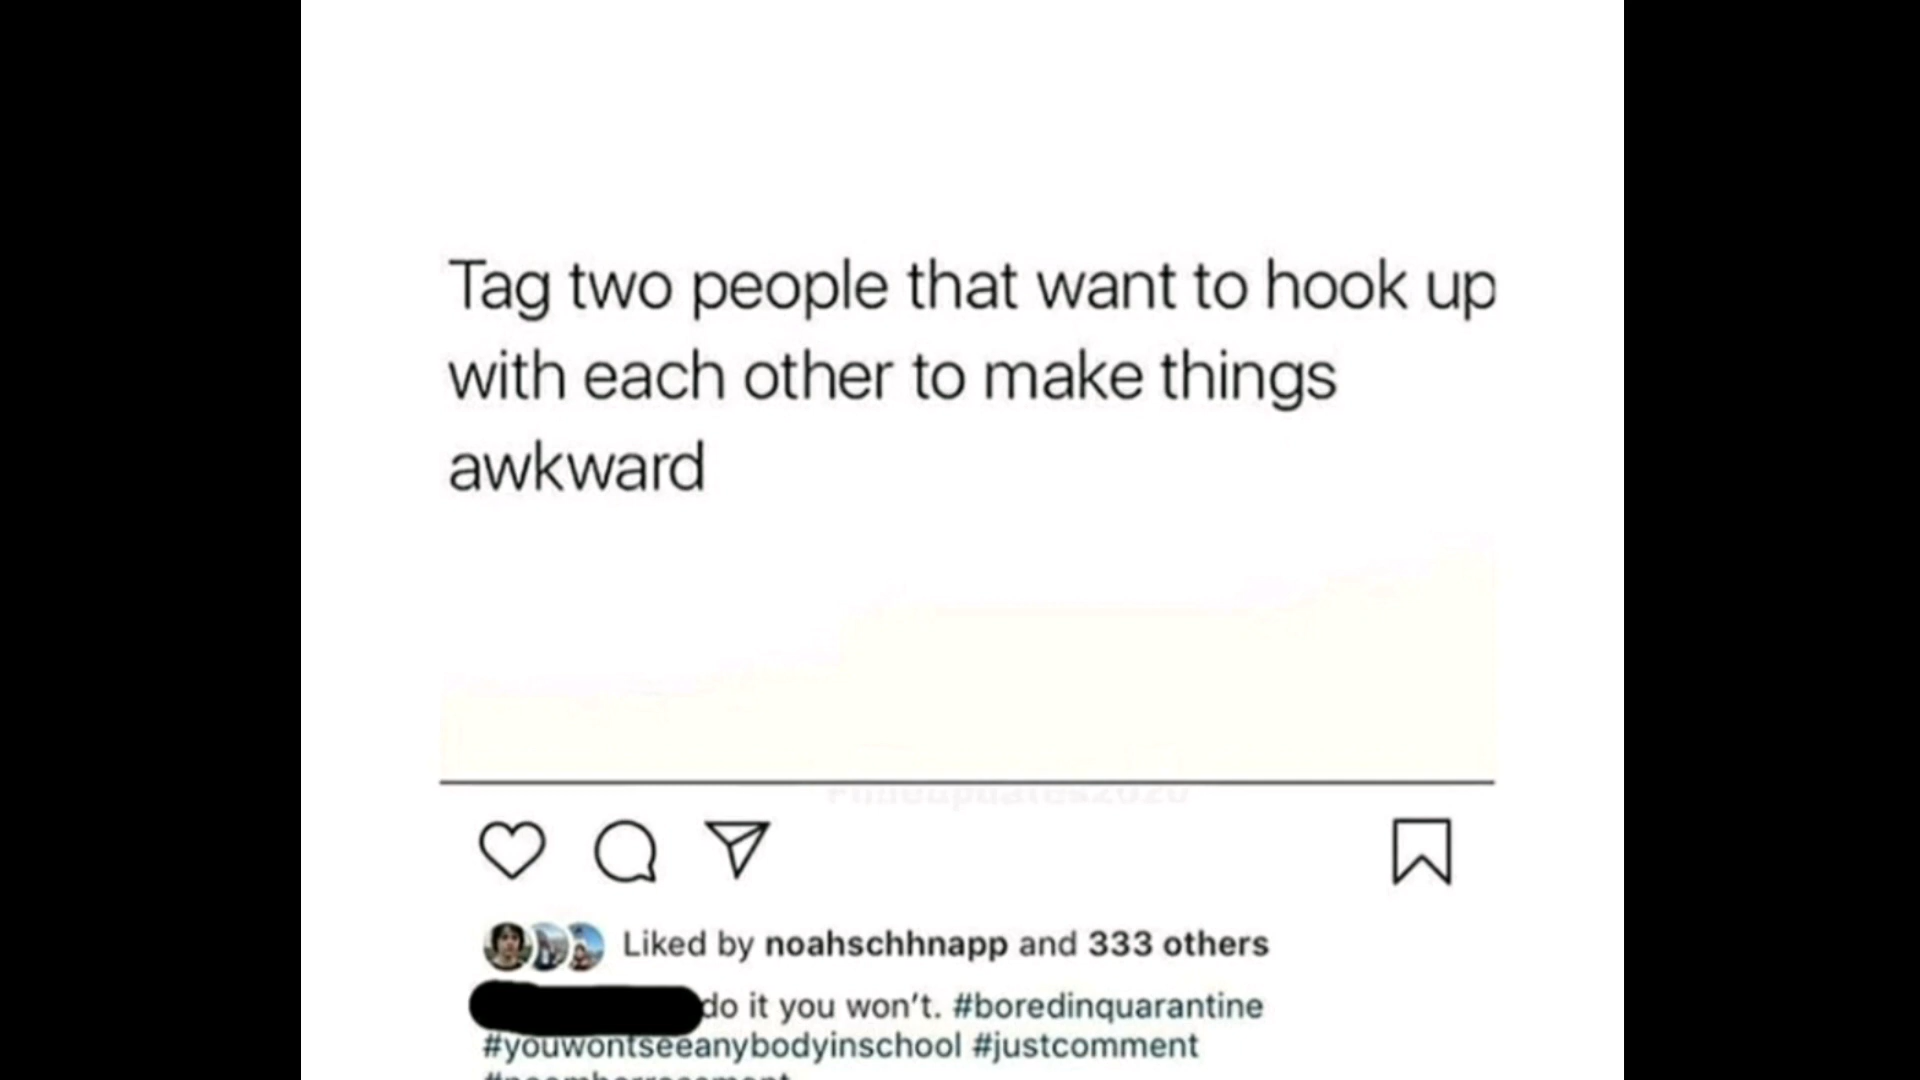 Tag two people that want to hook up
with each other to make things
awkward
Liked by noahschhnapp and 333 others
do it you won't. #boredinquarantine
#youwontseeanybodyinschool #justcomment